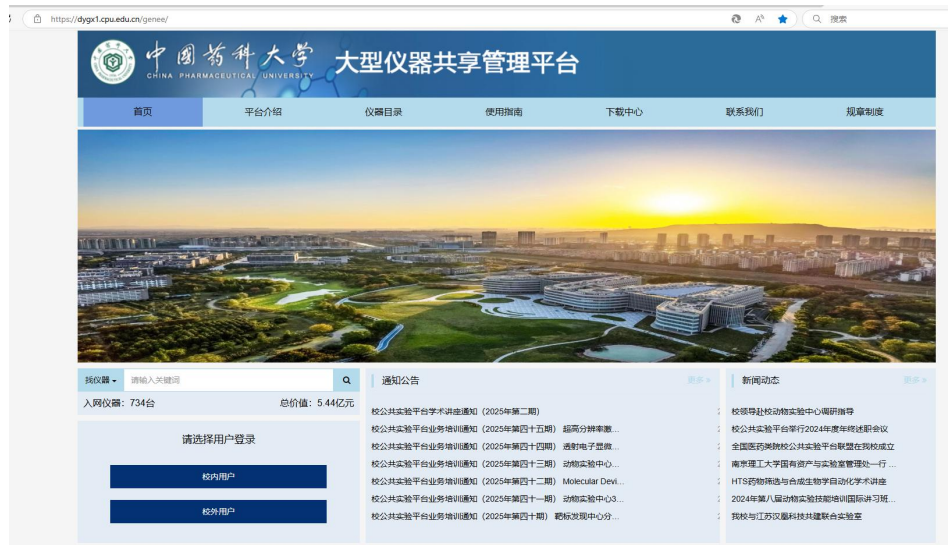 https://dygx1.cpu.edu.cn/genee/
搜索
中國药科大学
CHINA PHARMACEUTICAL UNIVERSITY
大型仪器共享管理平台
首页 平台介绍 仪器目录 使用指南 下载中心 联系我们 规章制度
找仪器 请输入关键词
入网仪器：734台 总价值：5.44亿元
请选择用户登录
校内用户
校外用户
通知公告 更多 »
校公共实验平台学术讲座通知（2025年第二期）
校公共实验平台业务培训通知（2025年第四十五期） 超高分辨率激...
校公共实验平台业务培训通知（2025年第四十四期） 透射电子显微...
校公共实验平台业务培训通知（2025年第四十三期） 动物实验中心...
校公共实验平台业务培训通知（2025年第四十二期） Molecular Devi...
校公共实验平台业务培训通知（2025年第四十一期） 动物实验中心3...
校公共实验平台业务培训通知（2025年第四十期） 靶标发现中心分...
新闻动态 更多 »
校领导赴校动物实验中心调研指导
校公共实验平台举行2024年度年终述职会议
全国医药类院校公共实验平台联盟在我校成立
南京理工大学国有资产与实验室管理处一行 ...
HTS药物筛选与合成生物学自动化学术讲座
2024年第八届动物实验技能培训国际讲习班...
我校与江苏汉凰科技共建联合实验室